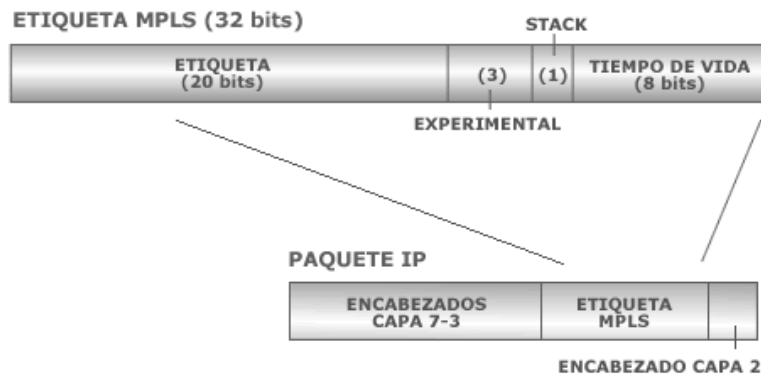 ETIQUETA MPLS (32 bits)
STACK
ETIQUETA
(20 bits)
(3)
(1)
TIEMPO DE VIDA
(8 bits)
EXPERIMENTAL
PAQUETE IP
ENCABEZADOS
CAPA 7-3
ETIQUETA
MPLS
ENCABEZADO CAPA 2